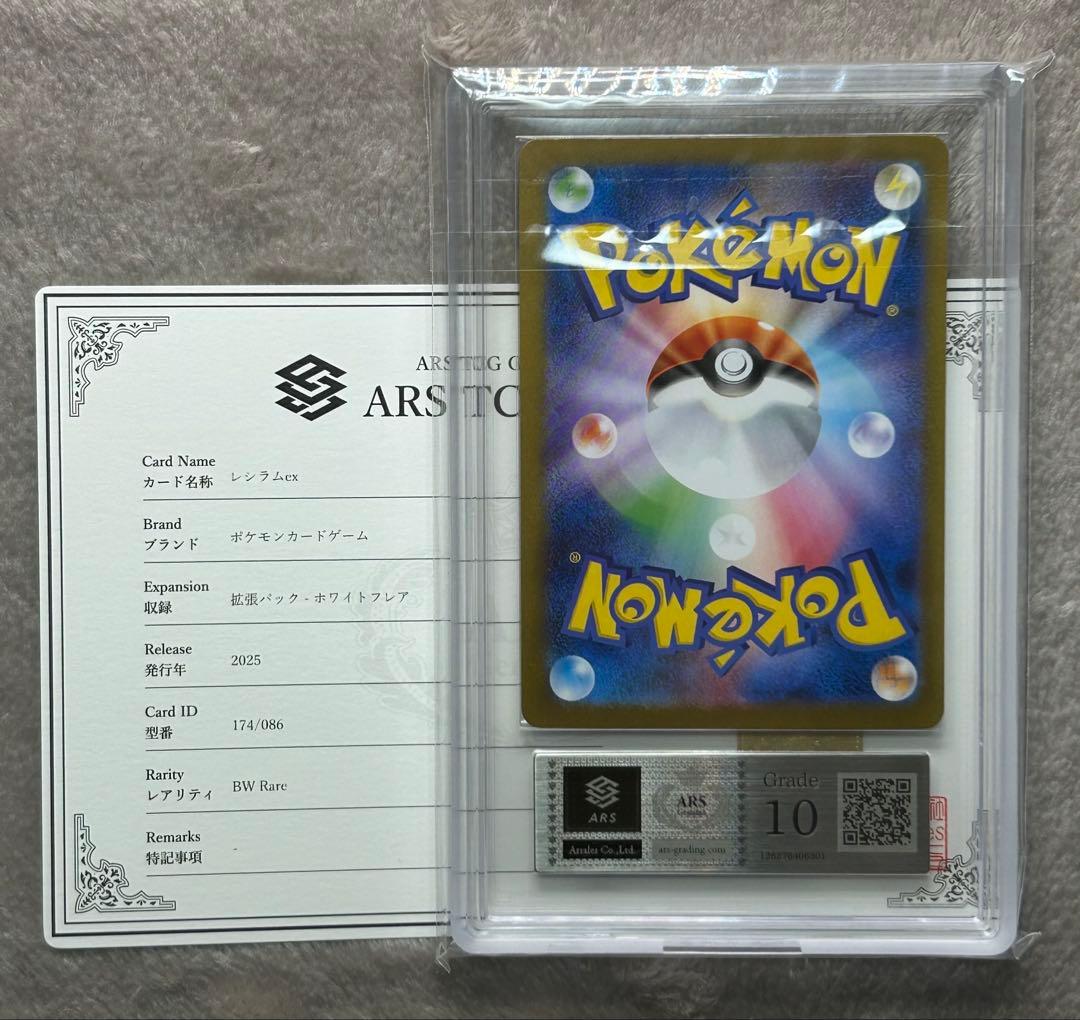 ARS TCG
ARS TC
Card Name
カード名称 レシラムex
Brand
ブランド ポケモンカードゲーム
Expansion
収録 拡張パック - ホワイトフレア
Release
発行年 2025
Card ID
型番 174/086
Rarity
レアリティ BW Rare
Remarks
特記事項 -
POKéMON
®
®
POKéMON
ARS
Arrales Co.,Ltd.
ARS
ars-grading.com
Grade
10